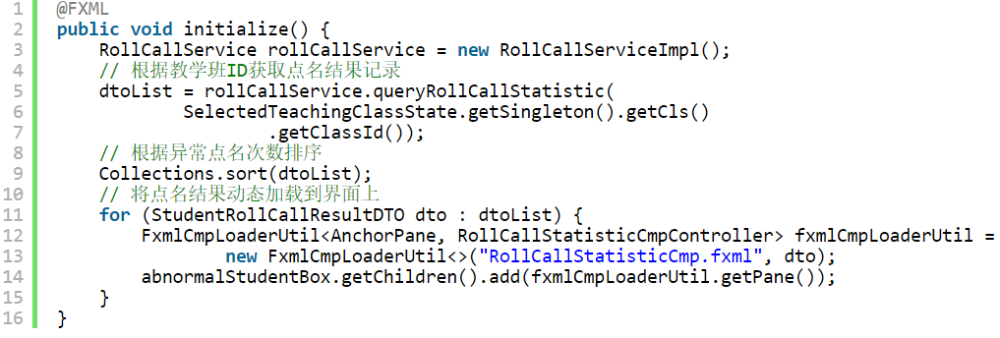 1 @FXML
2 public void initialize() {
3     RollCallService rollCallService = new RollCallServiceImpl();
4     // 根据教学班ID获取点名结果记录
5     dtoList = rollCallService.queryRollCallStatistic(
6             SelectedTeachingClassState.getSingleton().getCls()
7                     .getClassId());
8     // 根据异常点名次数排序
9     Collections.sort(dtoList);
10     // 将点名结果动态加载到界面上
11     for (StudentRollCallResultDTO dto : dtoList) {
12         FxmlCmpLoaderUtil<AnchorPane, RollCallStatisticCmpController> fxmlCmpLoaderUtil =
13                 new FxmlCmpLoaderUtil<>("RollCallStatisticCmp.fxml", dto);
14         abnormalStudentBox.getChildren().add(fxmlCmpLoaderUtil.getPane());
15     }
16 }